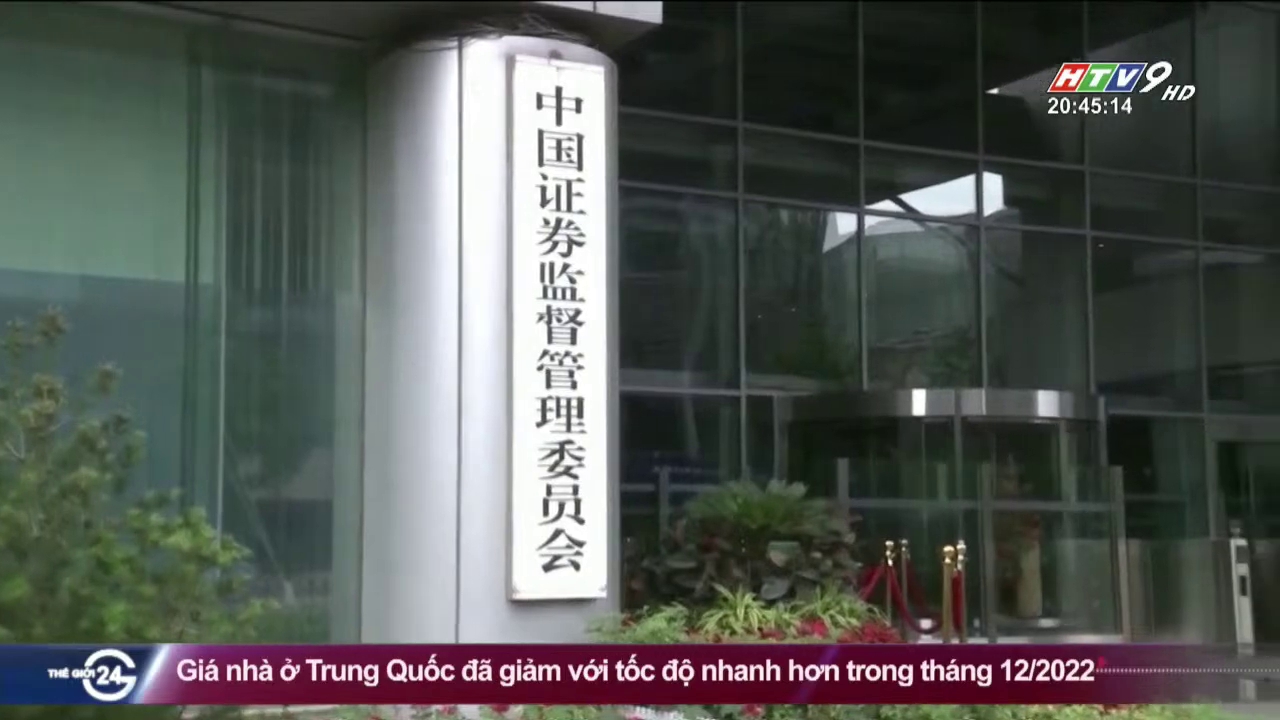 HTV9 HD
20:45:14
中国证券监督管理委员会
THẾ GIỚI 24G
Giá nhà ở Trung Quốc đã giảm với tốc độ nhanh hơn trong tháng 12/2022